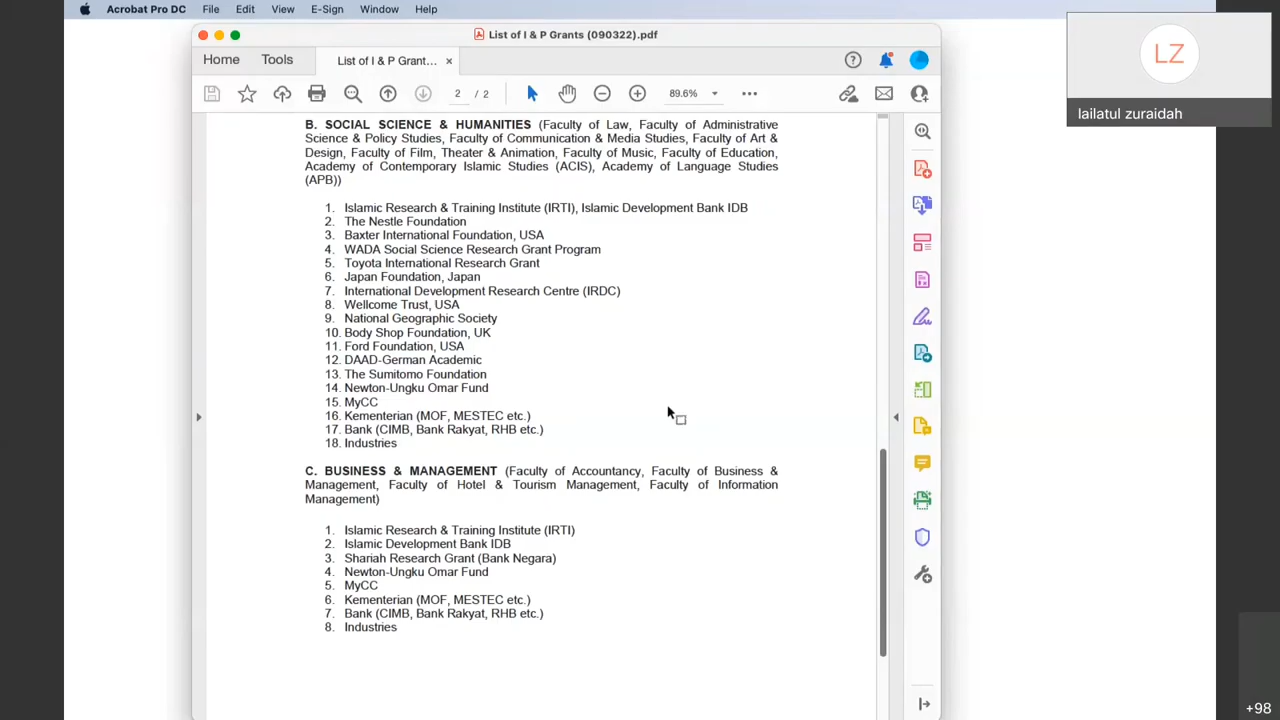 Acrobat Pro DC File Edit View E-Sign Window Help
List of I & P Grants (090322).pdf
Home Tools List of I & P Grant... ×
2 / 2 89.6%
LZ
lailatul zuraidah
B. SOCIAL SCIENCE & HUMANITIES (Faculty of Law, Faculty of Administrative
Science & Policy Studies, Faculty of Communication & Media Studies, Faculty of Art &
Design, Faculty of Film, Theater & Animation, Faculty of Music, Faculty of Education,
Academy of Contemporary Islamic Studies (ACIS), Academy of Language Studies
(APB))
1. Islamic Research & Training Institute (IRTI), Islamic Development Bank IDB
2. The Nestle Foundation
3. Baxter International Foundation, USA
4. WADA Social Science Research Grant Program
5. Toyota International Research Grant
6. Japan Foundation, Japan
7. International Development Research Centre (IRDC)
8. Wellcome Trust, USA
9. National Geographic Society
10. Body Shop Foundation, UK
11. Ford Foundation, USA
12. DAAD-German Academic
13. The Sumitomo Foundation
14. Newton-Ungku Omar Fund
15. MyCC
16. Kementerian (MOF, MESTEC etc.)
17. Bank (CIMB, Bank Rakyat, RHB etc.)
18. Industries
C. BUSINESS & MANAGEMENT (Faculty of Accountancy, Faculty of Business &
Management, Faculty of Hotel & Tourism Management, Faculty of Information
Management)
1. Islamic Research & Training Institute (IRTI)
2. Islamic Development Bank IDB
3. Shariah Research Grant (Bank Negara)
4. Newton-Ungku Omar Fund
5. MyCC
6. Kementerian (MOF, MESTEC etc.)
7. Bank (CIMB, Bank Rakyat, RHB etc.)
8. Industries
+98